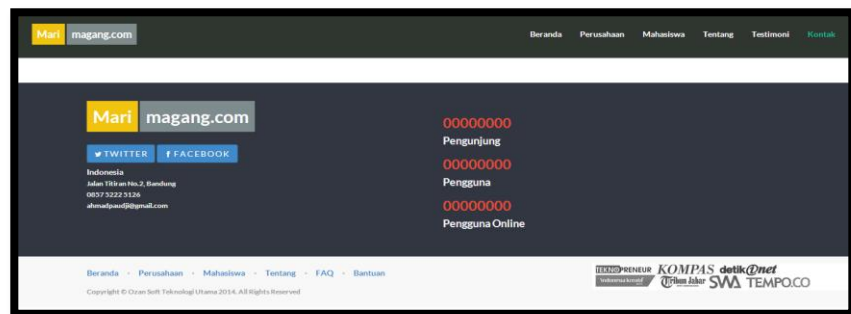 Mari magang.com
Beranda Perusahaan Mahasiswa Tentang Testimoni Kontak
Mari magang.com
TWITTER FACEBOOK
Indonesia
Jalan Titiran No.2, Bandung
0857 5222 5126
ahmadpaudji@gmail.com
00000000
Pengunjung
00000000
Pengguna
00000000
Pengguna Online
Beranda - Perusahaan - Mahasiswa - Tentang - FAQ - Bantuan
Copyright © Ozan Soft Teknologi Utama 2014. All Rights Reserved
TEKNOPRENEUR KOMPAS detikinet
Tribun Jabar SWA TEMPO.CO